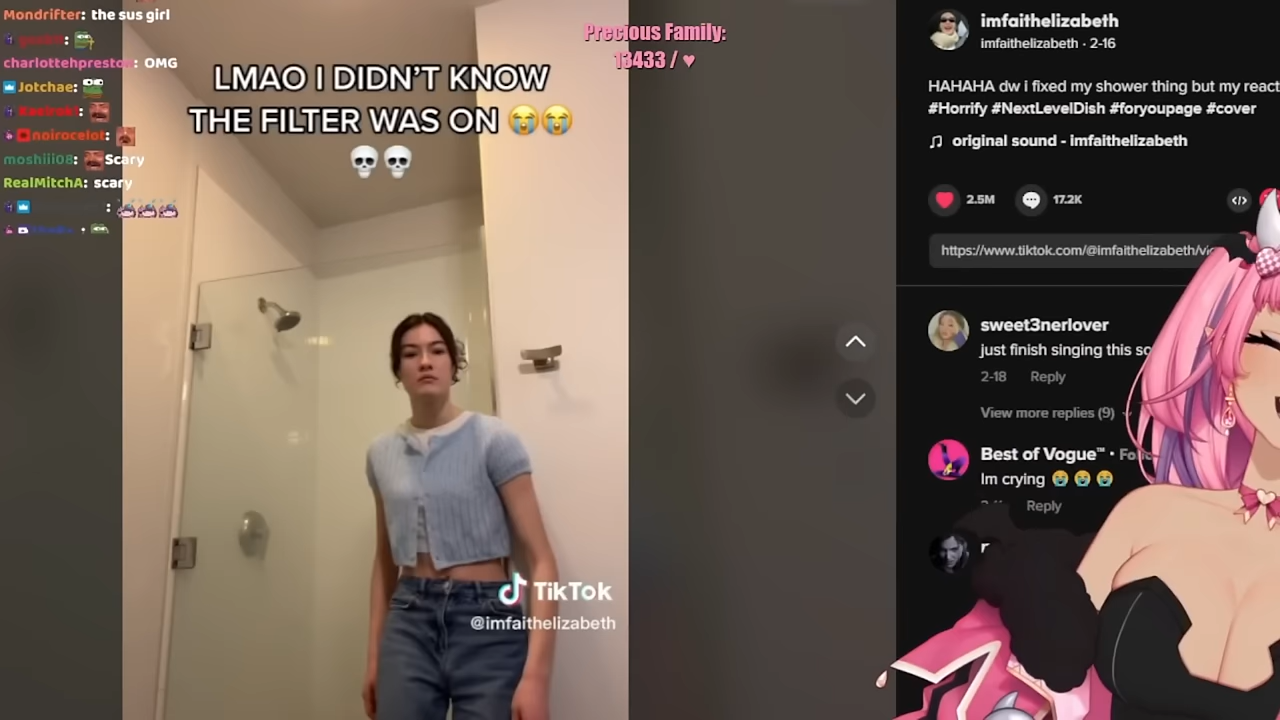 Mondrifter: the sus girl
charlottehpreston: OMG
Jotchae:
noirocelot:
moshiii08: Scary
RealMitchA: scary
LMAO I DIDN'T KNOW
THE FILTER WAS ON 😭😭
💀💀
TikTok
@imfaithelizabeth
Precious Family:
13433 / ♥
imfaithelizabeth
imfaithelizabeth · 2-16
HAHAHA dw i fixed my shower thing but my react
#Horrify #NextLevelDish #foryoupage #cover
♫ original sound - imfaithelizabeth
2.5M
17.2K
</>
https://www.tiktok.com/@imfaithelizabeth/vi
sweet3nerlover
just finish singing this so
2-18 Reply
View more replies (9)
Best of Vogue™ ·
Im crying 😭 😭 😭
Reply